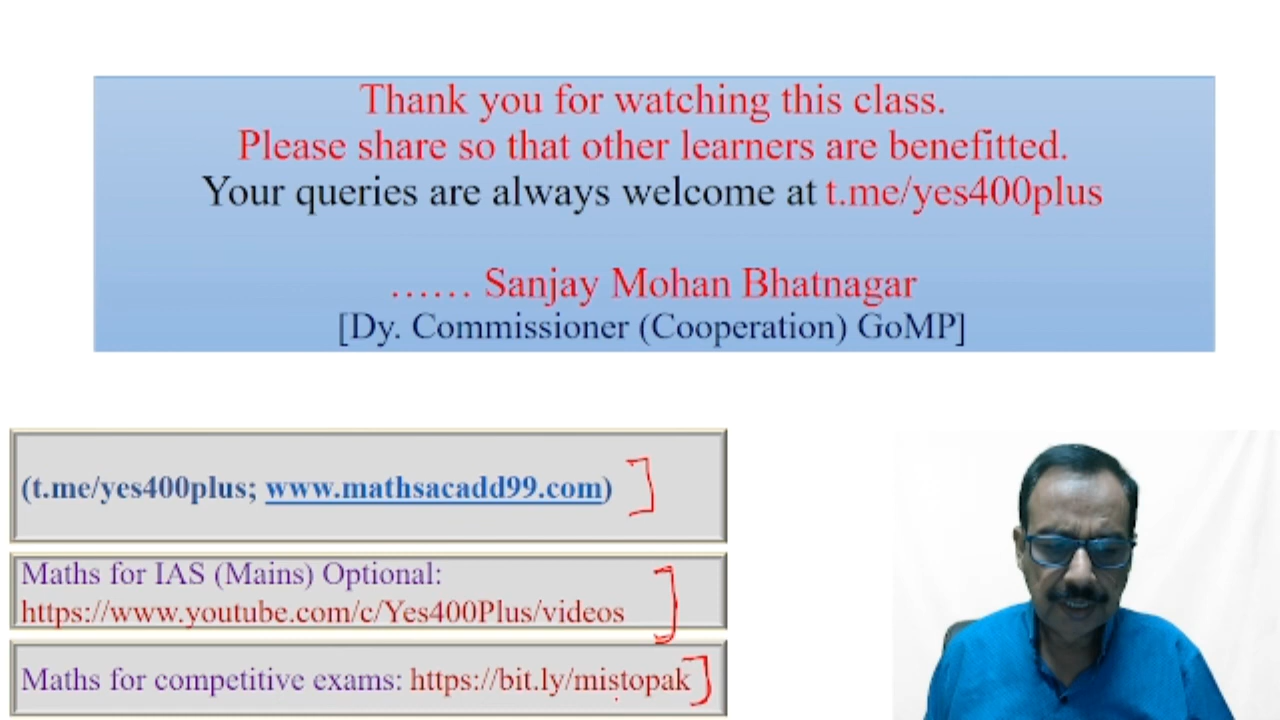 Thank you for watching this class.
Please share so that other learners are benefitted.
Your queries are always welcome at t.me/yes400plus
…… Sanjay Mohan Bhatnagar
[Dy. Commissioner (Cooperation) GoMP]
(t.me/yes400plus; www.mathsacadd99.com)
Maths for IAS (Mains) Optional:
https://www.youtube.com/c/Yes400Plus/videos
Maths for competitive exams: https://bit.ly/mistopak